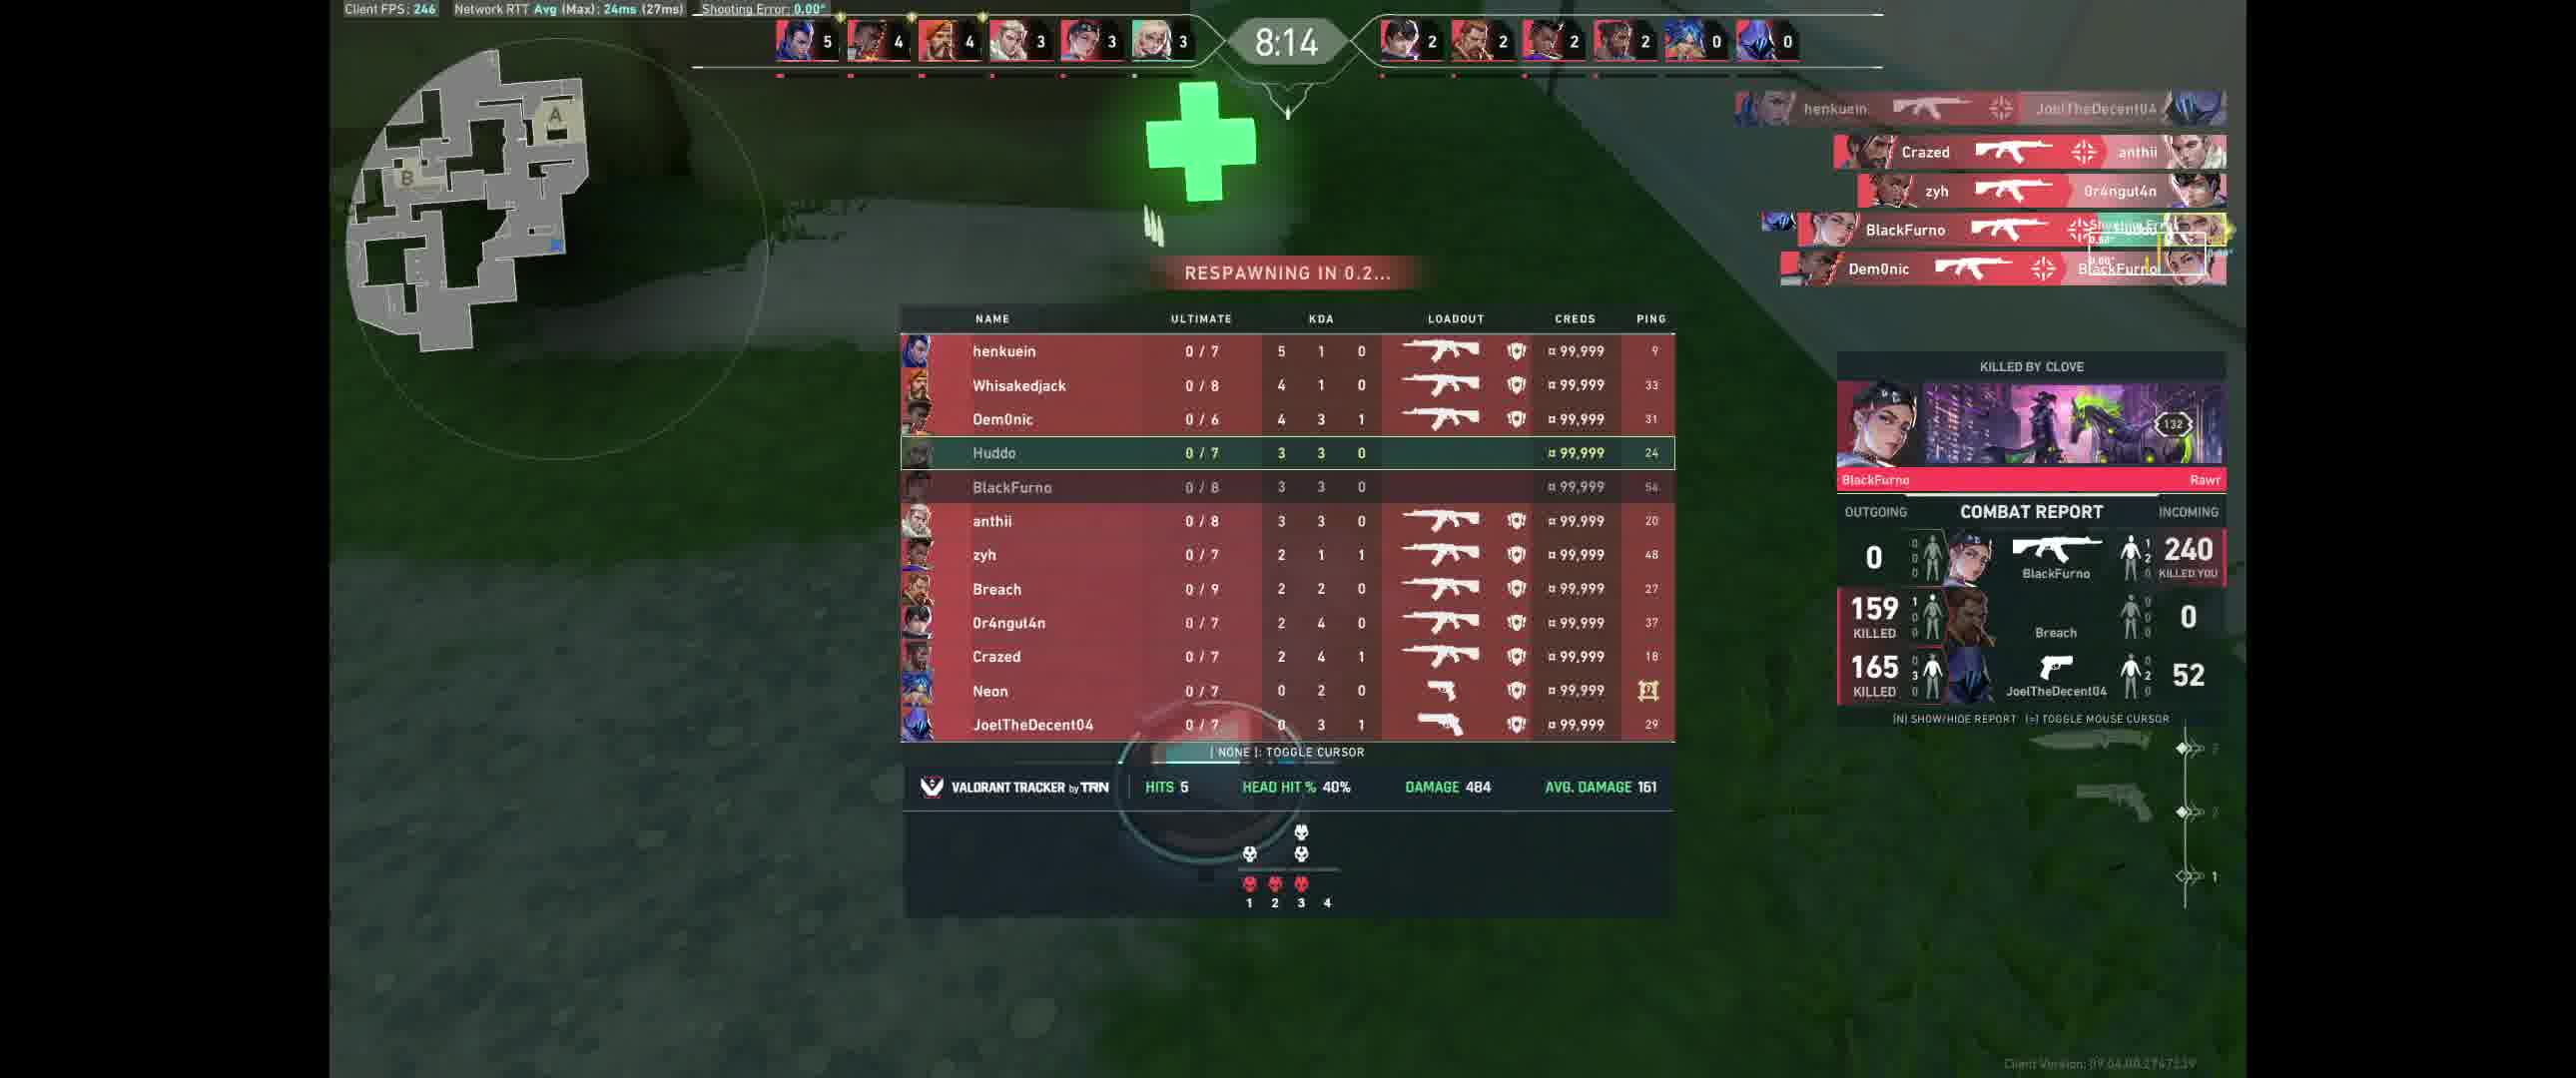 Client FPS: 246 Network RTT Avg (Max): 24ms (27ms) Shooting Error: 0.00°
5 4 4 3 3 3 8:14 2 2 2 2 0 0
A
B
henkuein JoelTheDecent04
Crazed anthii
zyh 0r4ngut4n
BlackFurno
Dem0nic BlackFurno
RESPAWNING IN 0.2...
NAME ULTIMATE KDA LOADOUT CREDS PING
henkuein 0 / 7 5 1 0 ¤ 99,999 9
Whisakedjack 0 / 8 4 1 0 ¤ 99,999 33
Dem0nic 0 / 6 4 3 1 ¤ 99,999 31
Huddo 0 / 7 3 3 0 ¤ 99,999 24
BlackFurno 0 / 8 3 3 0 ¤ 99,999
anthii 0 / 8 3 3 0 ¤ 99,999 20
zyh 0 / 7 2 1 1 ¤ 99,999 48
Breach 0 / 9 2 2 0 ¤ 99,999 27
0r4ngut4n 0 / 7 2 4 0 ¤ 99,999 37
Crazed 0 / 7 2 4 1 ¤ 99,999 18
Neon 0 / 7 0 2 0 ¤ 99,999
JoelTheDecent04 0 / 7 0 3 1 ¤ 99,999 29
[ NONE ]: TOGGLE CURSOR
VALORANT TRACKER by TRN HITS 5 HEAD HIT % 40% DAMAGE 484 AVG. DAMAGE 161
1 2 3 4
KILLED BY CLOVE
132
BlackFurno Rawr
OUTGOING COMBAT REPORT INCOMING
0 BlackFurno 240
KILLED YOU
159 Breach 0
KILLED
165 JoelTheDecent04 52
KILLED
[N] SHOW/HIDE REPORT [=] TOGGLE MOUSE CURSOR
1